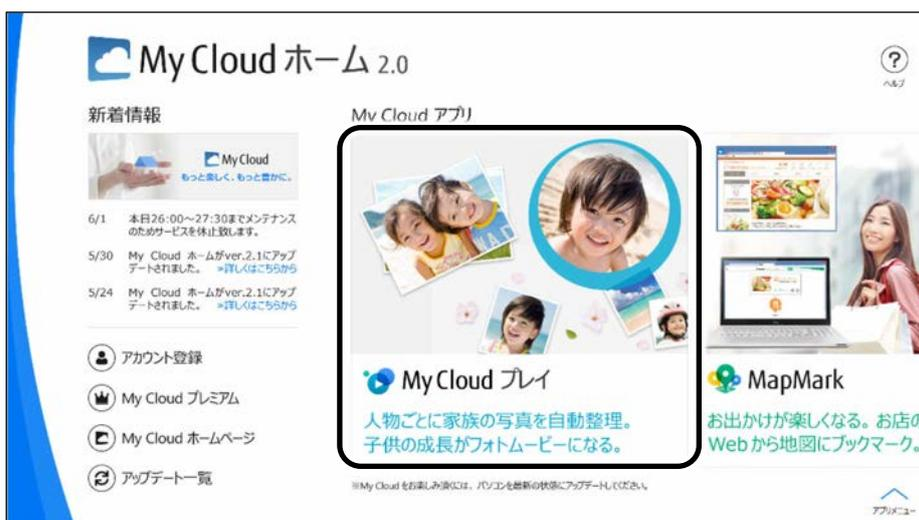 My Cloud ホーム 2.0
?
ヘルプ
新着情報
My Cloud
もっと楽しく、もっと豊かに。
6/1 本日26:00～27:30までメンテナンス
のためサービスを休止致します。
5/30 My Cloud ホームがver.2.1にアップ
デートされました。 »詳しくはこちらから
5/24 My Cloud ホームがver.2.1にアップ
デートされました。 »詳しくはこちらから
アカウント登録
My Cloud プレミアム
My Cloud ホームページ
アップデート一覧
My Cloud アプリ
My Cloud プレイ
人物ごとに家族の写真を自動整理。
子供の成長がフォトムービーになる。
MapMark
お出かけが楽しくなる。お店の
Webから地図にブックマーク。
※My Cloud をお楽しみ頂くには、パソコンを最新の状態にアップデートしてください。
アプリメニュー